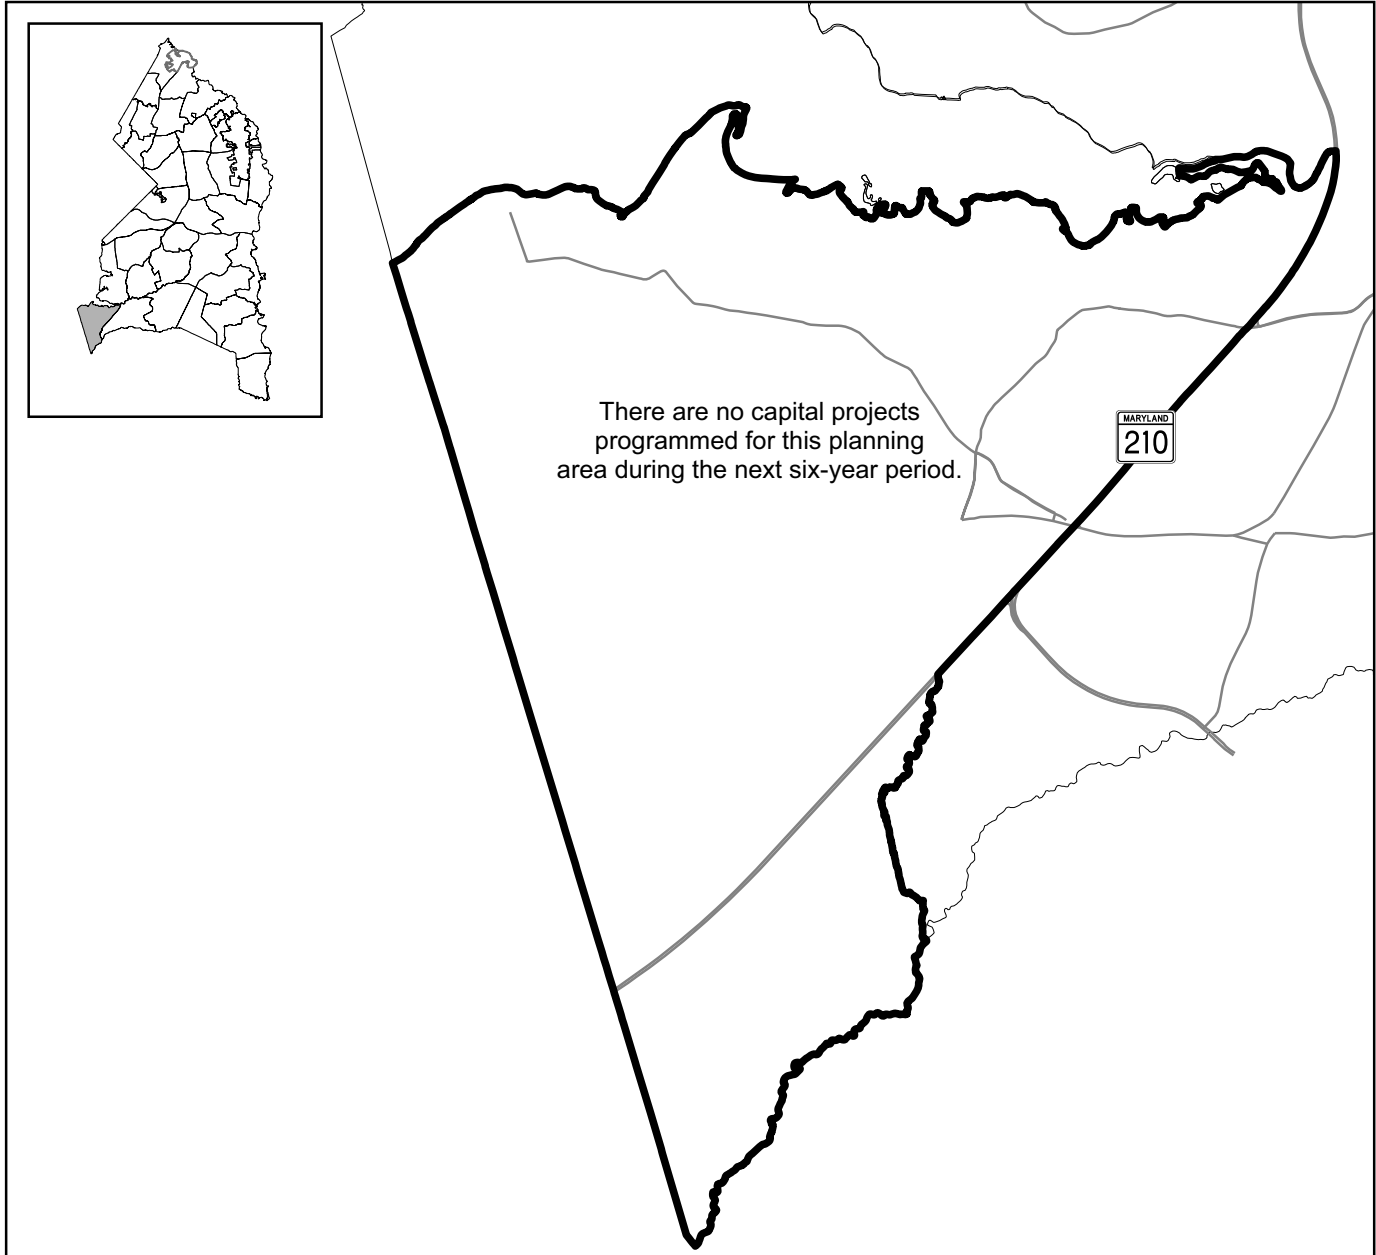 There are no capital projects
programmed for this planning
area during the next six-year period.
MARYLAND
210